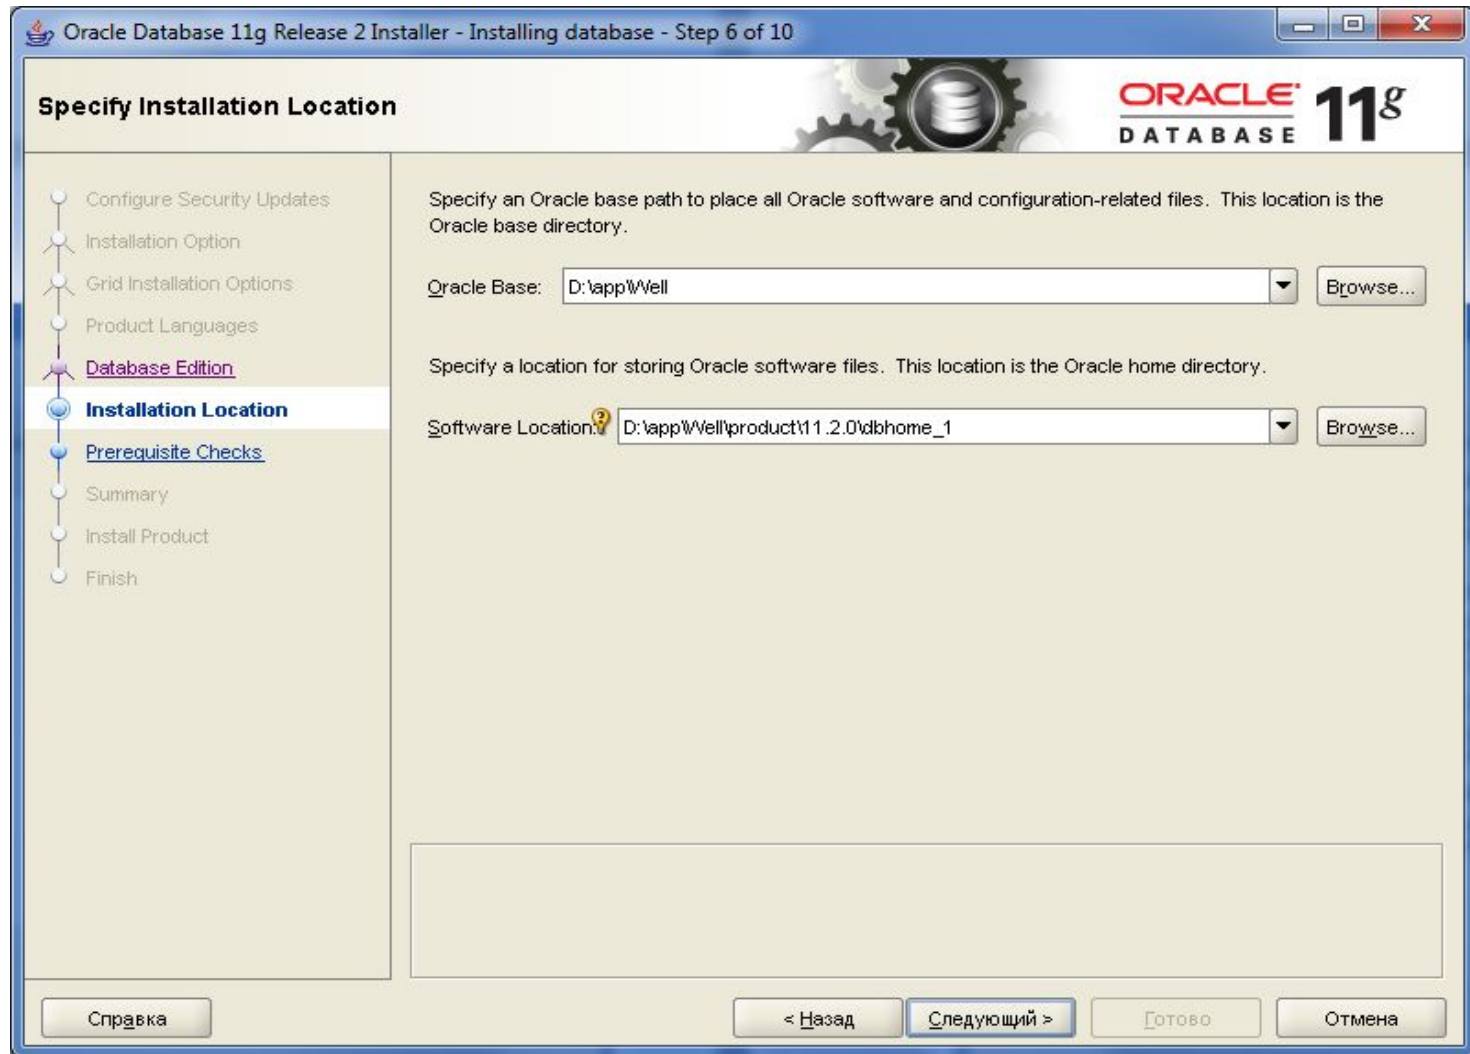 Oracle Database 11g Release 2 Installer - Installing database - Step 6 of 10
Specify Installation Location
ORACLE 11g
DATABASE
Configure Security Updates
Installation Option
Grid Installation Options
Product Languages
Database Edition
Installation Location
Prerequisite Checks
Summary
Install Product
Finish
Specify an Oracle base path to place all Oracle software and configuration-related files. This location is the
Oracle base directory.
Oracle Base: D:\app\Well Browse...
Specify a location for storing Oracle software files. This location is the Oracle home directory.
Software Location: D:\app\Well\product\11.2.0\dbhome_1 Browse...
Справка < Назад Следующий > Готово Отмена